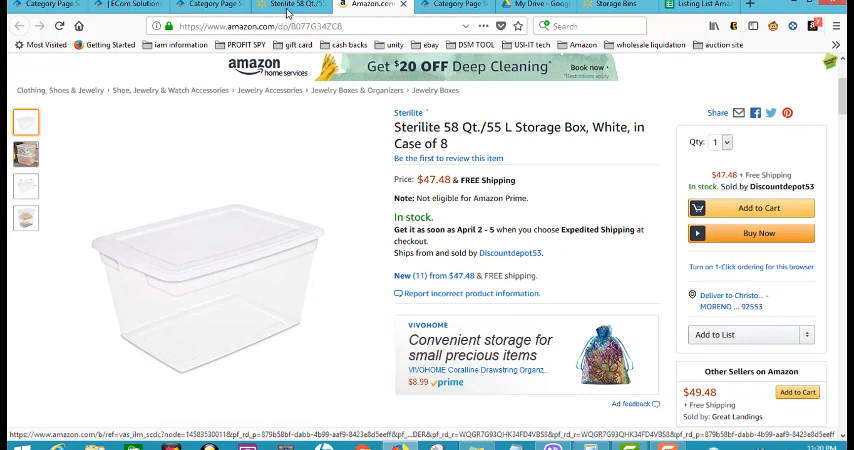 Category Page S
ECom Solutions
Category Page S
Sterilite 58 Qt./55
Amazon.com:
Category Page S
My Drive - Goog
Storage Bins
Listing List Amaz
https://www.amazon.com/dp/B077G34ZC8
Search
Most Visited
Getting Started
iam information
PROFIT SPY
gift card
cash backs
unity
ebay
DSM TOOL
USI-IT tech
Amazon
wholesale liquidation
auction site
amazon
home services
Get $20 OFF Deep Cleaning*
Book now ›
*Restrictions apply
Clothing, Shoes & Jewelry › Shoe, Jewelry & Watch Accessories › Jewelry Accessories › Jewelry Boxes & Organizers › Jewelry Boxes
Sterilite
Sterilite 58 Qt./55 L Storage Box, White, in
Case of 8
Be the first to review this item
Price: $47.48 & FREE Shipping
Note: Not eligible for Amazon Prime.
In stock.
Get it as soon as April 2 - 5 when you choose Expedited Shipping at
checkout.
Ships from and sold by Discountdepot53.
New (11) from $47.48 & FREE shipping.
Report incorrect product information.
VIVOHOME
Convenient storage for
small precious items
VIVOHOME Coralline Drawstring Organz...
$8.99 prime
Ad feedback
Share
Qty: 1
$47.48 + Free Shipping
In stock. Sold by Discountdepot53
Add to Cart
Buy Now
Turn on 1-Click ordering for this browser
Deliver to Christo... -
MORENO ... 92553
Add to List
Other Sellers on Amazon
$49.48
Add to Cart
+ Free Shipping
Sold by: Great Landings
11:20 PM